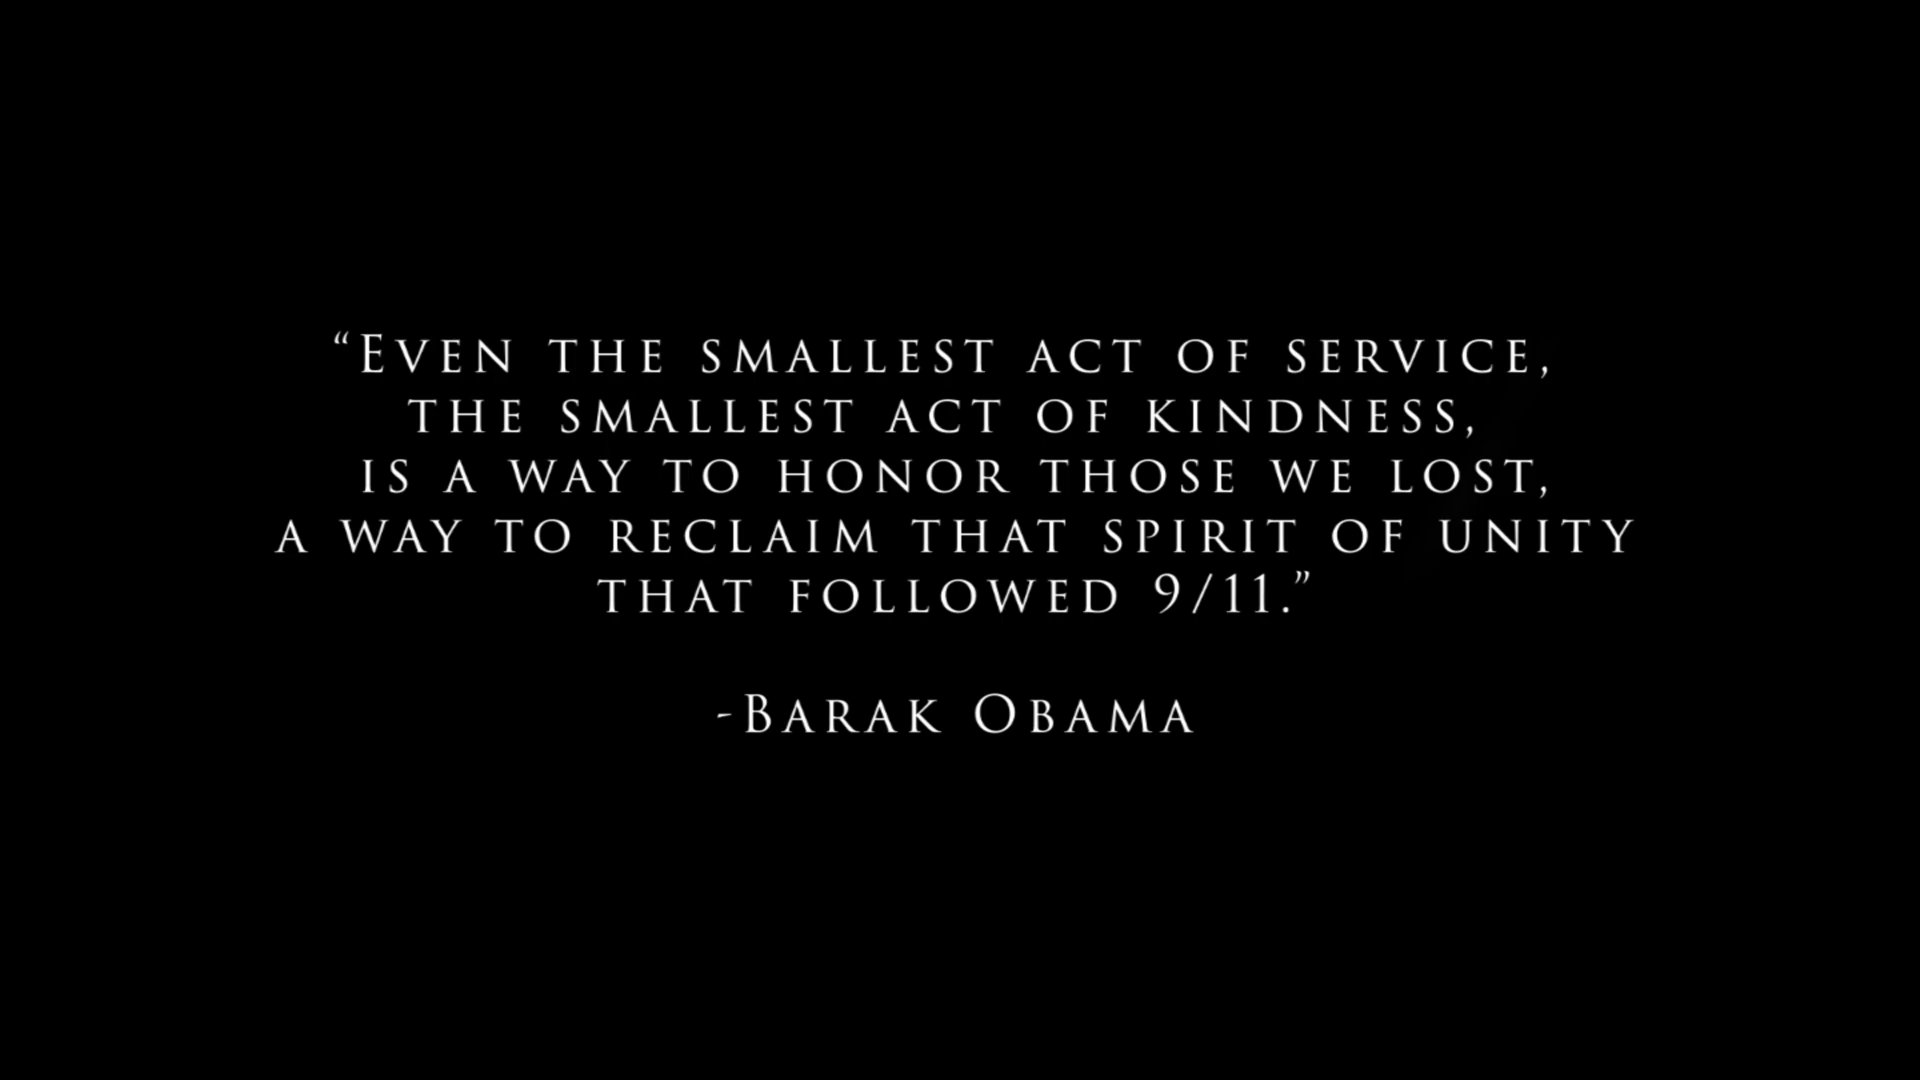 “Even the smallest act of service,
the smallest act of kindness,
is a way to honor those we lost,
a way to reclaim that spirit of unity
that followed 9/11.”
-Barak Obama